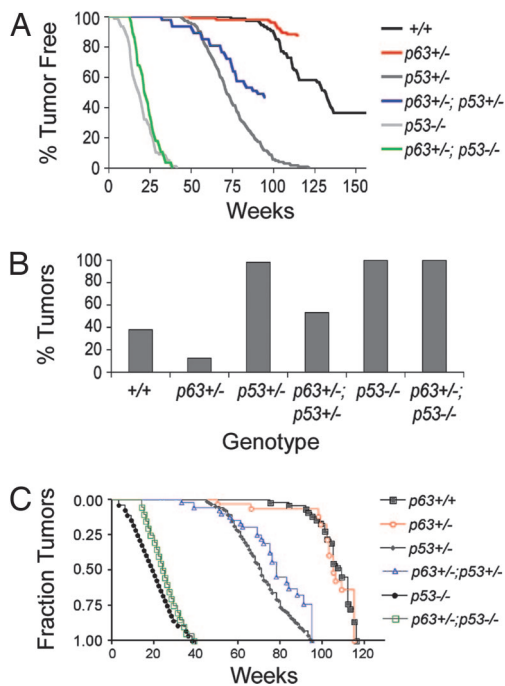 A
% Tumor Free
100
80
60
40
20
0
0 25 50 75 100 125 150
Weeks
+/+
p63+/-
p53+/-
p63+/-; p53+/-
p53-/-
p63+/-; p53-/-
B
% Tumors
100
80
60
40
20
0
+/+ p63+/- p53+/- p63+/-; p53-/- p63+/-;
p53+/- p53-/-
Genotype
C
Fraction Tumors
0.00
0.25
0.50
0.75
1.00
0 20 40 60 80 100 120
Weeks
p63+/+
p63+/-
p53+/-
p63+/-;p53+/-
p53-/-
p63+/-;p53-/-